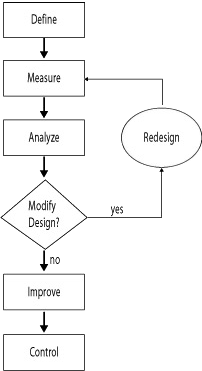 Define
Measure
Analyze
Redesign
Modify
Design?
yes
no
Improve
Control